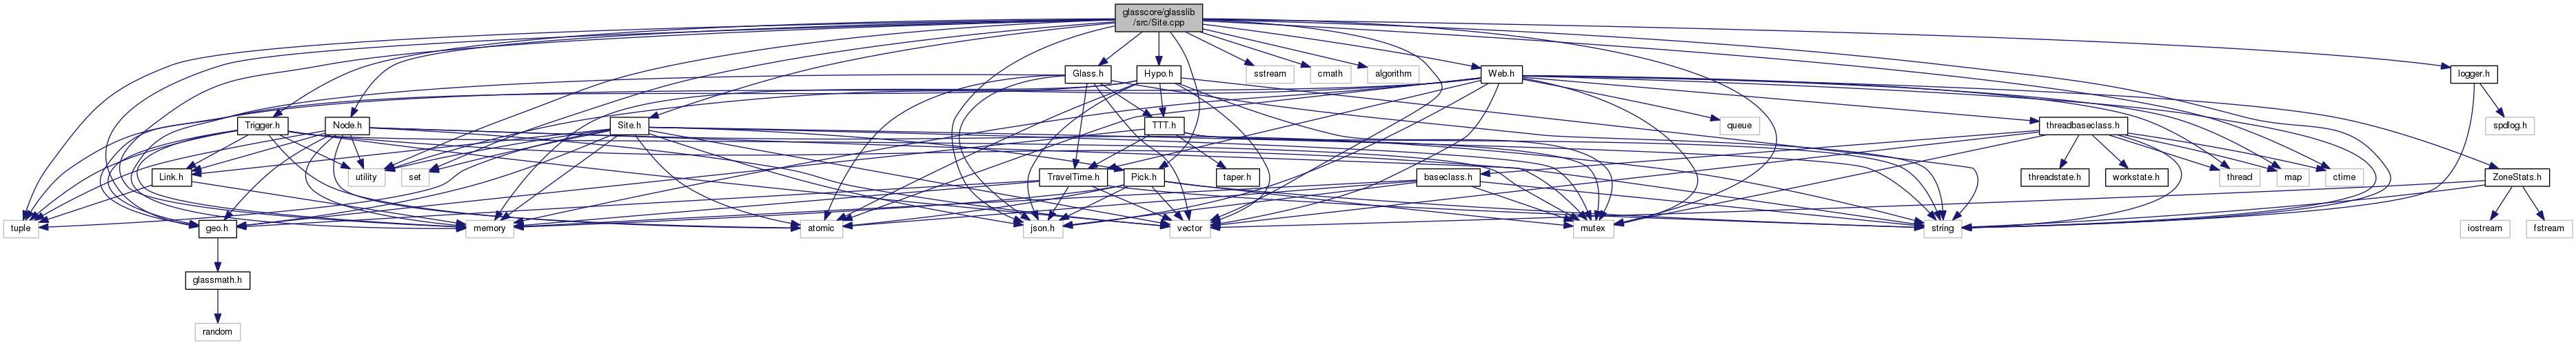 glasscore/glasslib
/src/Site.cpp
Glass.h
Hypo.h
sstream
cmath
algorithm
Web.h
logger.h
Trigger.h
Node.h
Site.h
TTT.h
queue
threadbaseclass.h
spdlog.h
Link.h
utility
set
TravelTime.h
Pick.h
taper.h
baseclass.h
threadstate.h
workstate.h
thread
map
ctime
ZoneStats.h
tuple
geo.h
memory
atomic
json.h
vector
mutex
string
iostream
fstream
glassmath.h
random